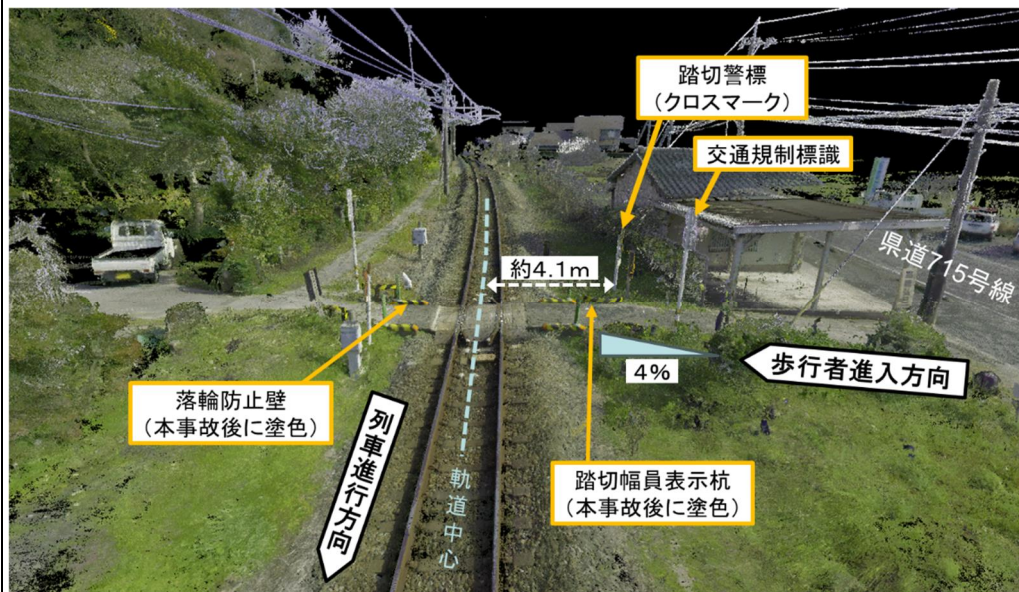 踏切警標
（クロスマーク）
交通規制標識
県道715号線
約4.1m
4%
歩行者進入方向
落輪防止壁
（本事故後に塗色）
列車進行方向
軌道中心
踏切幅員表示杭
（本事故後に塗色）